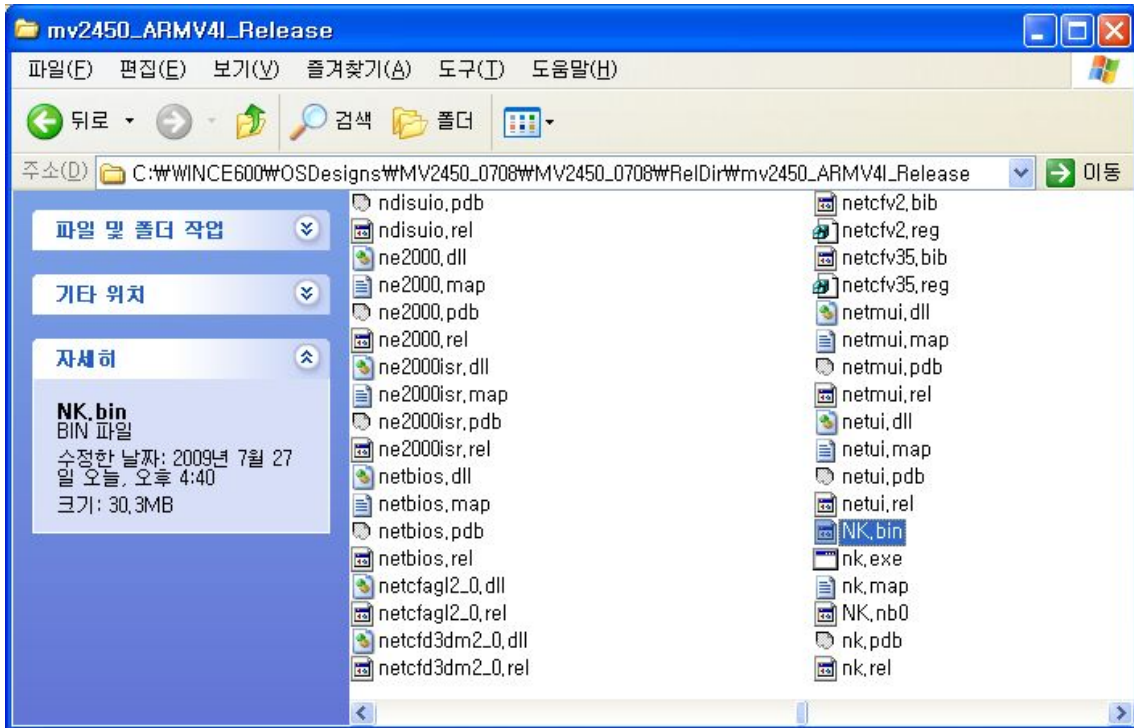 mv2450_ARMV4I_Release
파일(F) 편집(E) 보기(V) 즐겨찾기(A) 도구(T) 도움말(H)
뒤로 검색 폴더
주소(D) C:₩WINCE600₩OSDesigns₩MV2450_0708₩MV2450_0708₩RelDir₩mv2450_ARMV4I_Release 이동
파일 및 폴더 작업
기타 위치
자세히
NK.bin
BIN 파일
수정한 날짜: 2009년 7월 27
일 오늘, 오후 4:40
크기: 30.3MB
ndisuio.pdb
ndisuio.rel
ne2000.dll
ne2000.map
ne2000.pdb
ne2000.rel
ne2000isr.dll
ne2000isr.map
ne2000isr.pdb
ne2000isr.rel
netbios.dll
netbios.map
netbios.pdb
netbios.rel
netcfagl2_0.dll
netcfagl2_0.rel
netcfd3dm2_0.dll
netcfd3dm2_0.rel
netcfv2.bib
netcfv2.reg
netcfv35.bib
netcfv35.reg
netmui.dll
netmui.map
netmui.pdb
netmui.rel
netui.dll
netui.map
netui.pdb
netui.rel
NK.bin
nk.exe
nk.map
NK.nb0
nk.pdb
nk.rel